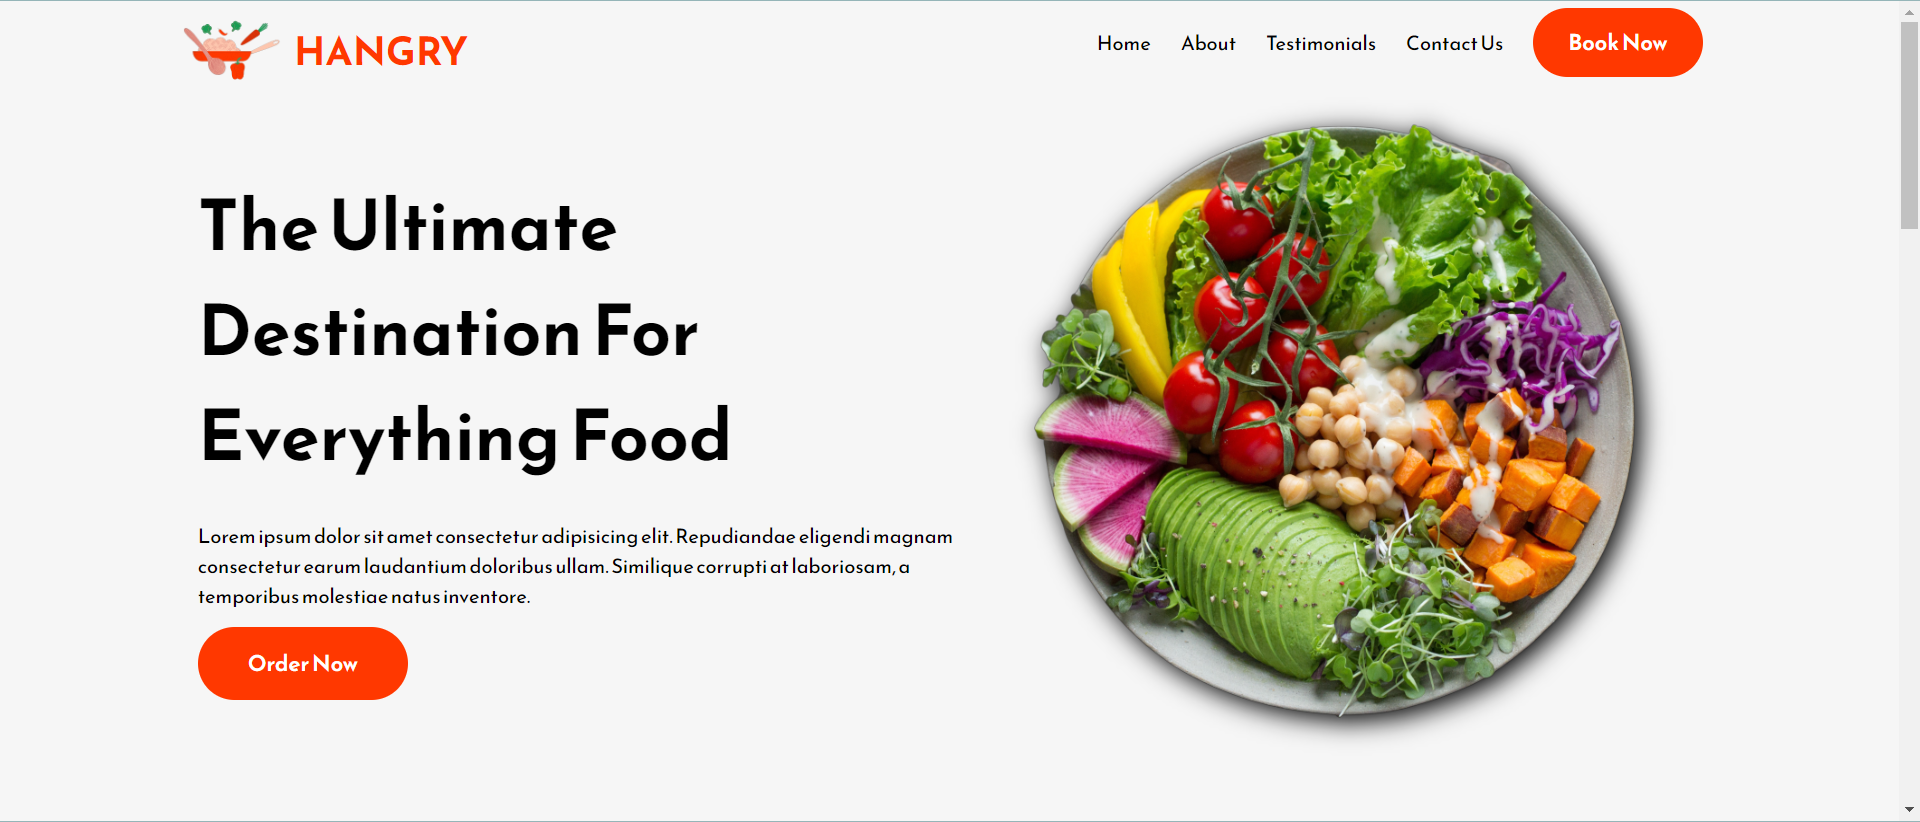 HANGRY
Home About Testimonials Contact Us Book Now
The Ultimate
Destination For
Everything Food
Lorem ipsum dolor sit amet consectetur adipisicing elit. Repudiandae eligendi magnam
consectetur earum laudantium doloribus ullam. Similique corrupti at laboriosam, a
temporibus molestiae natus inventore.
Order Now